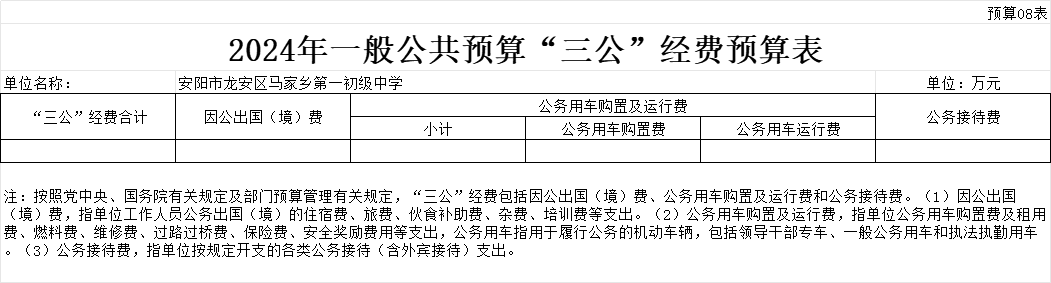 预算08表
2024年一般公共预算“三公”经费预算表
单位名称： 安阳市龙安区马家乡第一初级中学 单位：万元
“三公”经费合计 因公出国（境）费 公务用车购置及运行费 公务接待费
小计 公务用车购置费 公务用车运行费
注：按照党中央、国务院有关规定及部门预算管理有关规定，“三公”经费包括因公出国（境）费、公务用车购置及运行费和公务接待费。（1）因公出国
（境）费，指单位工作人员公务出国（境）的住宿费、旅费、伙食补助费、杂费、培训费等支出。（2）公务用车购置及运行费，指单位公务用车购置费及租用
费、燃料费、维修费、过路过桥费、保险费、安全奖励费用等支出，公务用车指用于履行公务的机动车辆，包括领导干部专车、一般公务用车和执法执勤用车
。（3）公务接待费，指单位按规定开支的各类公务接待（含外宾接待）支出。